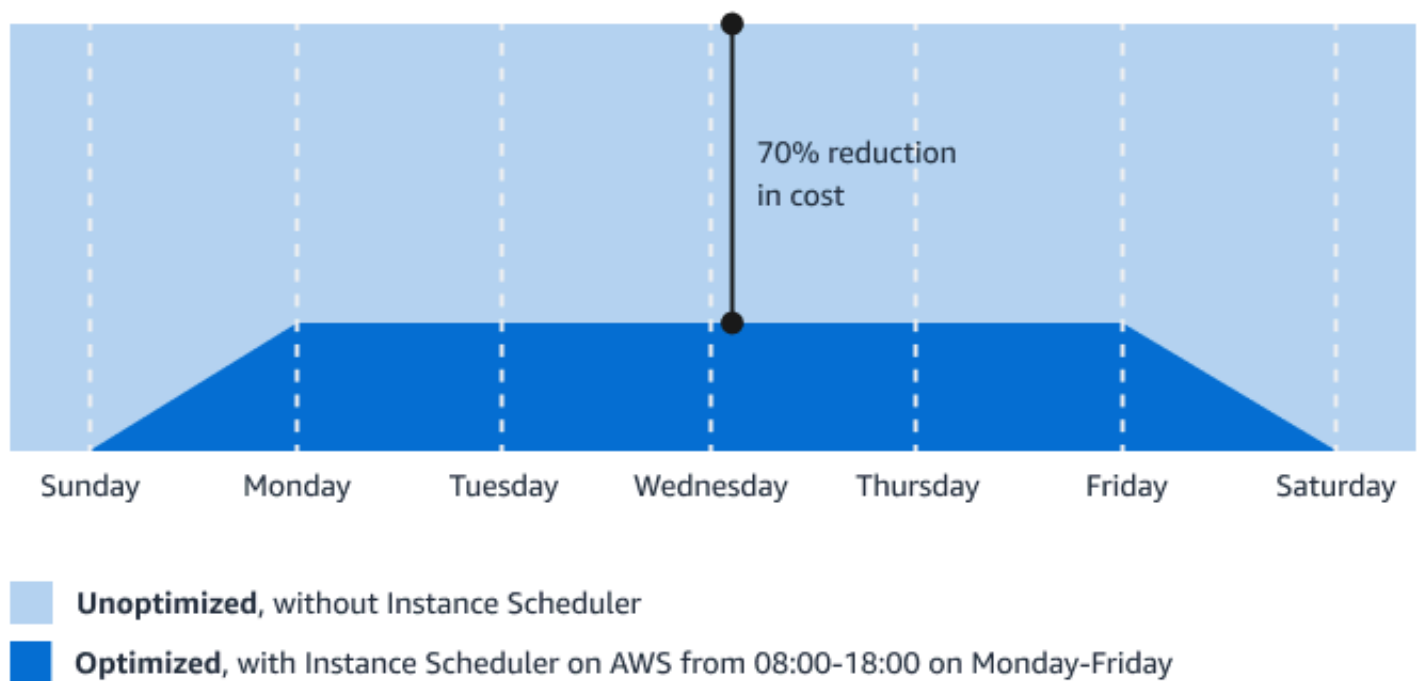 70% reduction
in cost
Sunday Monday Tuesday Wednesday Thursday Friday Saturday
Unoptimized, without Instance Scheduler
Optimized, with Instance Scheduler on AWS from 08:00-18:00 on Monday-Friday